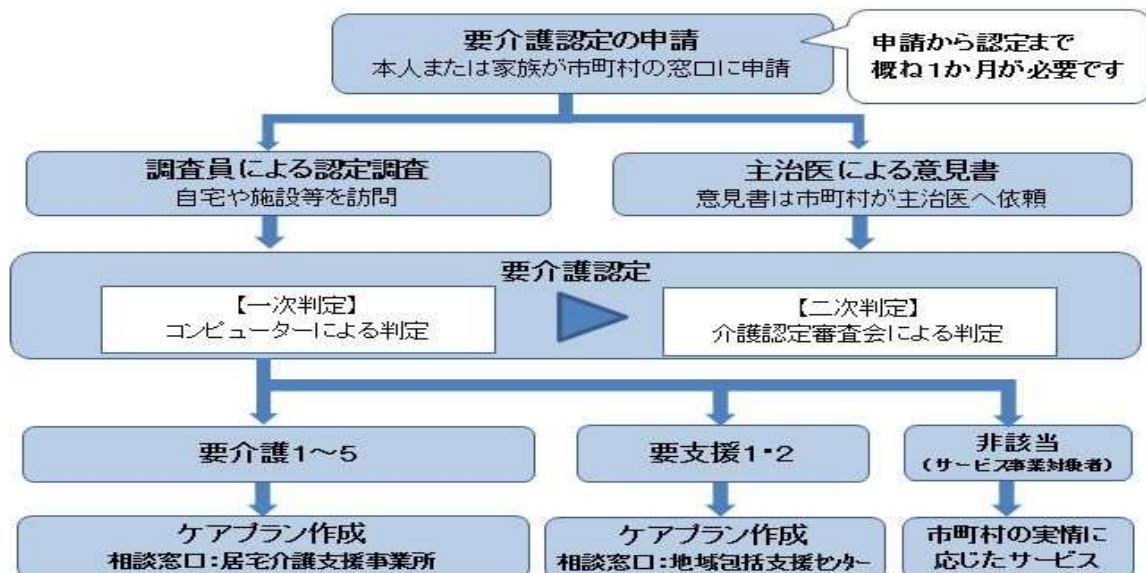 要介護認定の申請
本人または家族が市町村の窓口に申請
申請から認定まで
概ね1か月が必要です
調査員による認定調査
自宅や施設等を訪問
主治医による意見書
意見書は市町村が主治医へ依頼
要介護認定
【一次判定】
コンピューターによる判定
【二次判定】
介護認定審査会による判定
要介護1～5
要支援1・2
非該当
(サービス事業対象者)
ケアプラン作成
相談窓口:居宅介護支援事業所
ケアプラン作成
相談窓口:地域包括支援センター
市町村の実情に
応じたサービス